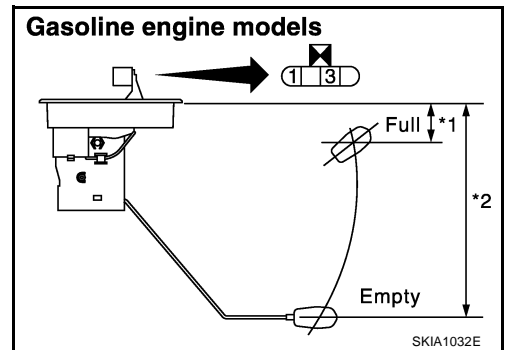 Gasoline engine models
1 3
Full *1
*2
Empty
SKIA1032E